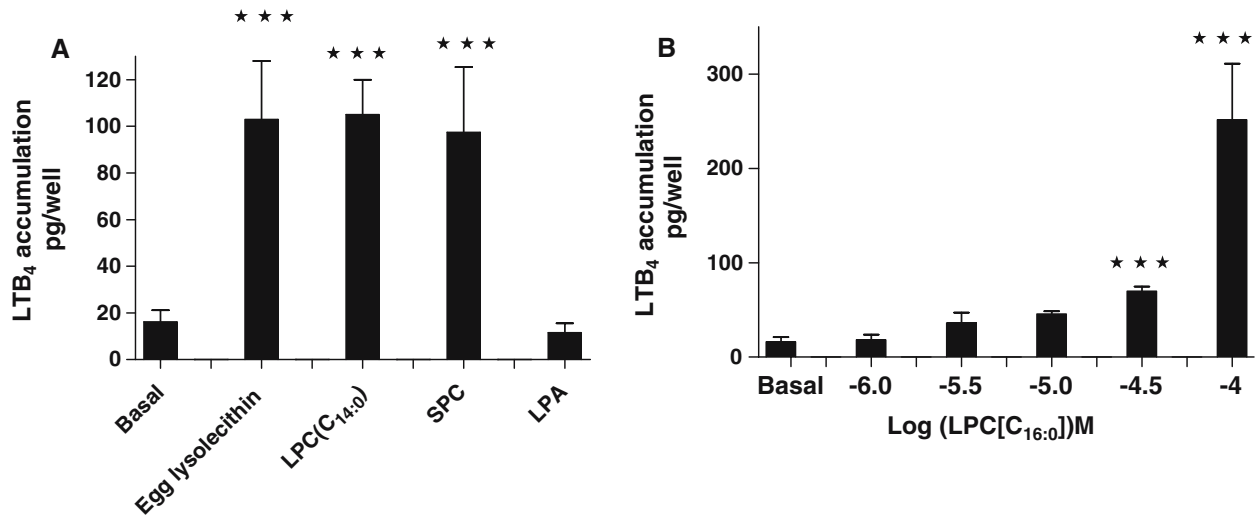 A
★ ★ ★
★ ★ ★
★ ★ ★
LTB₄ accumulation
pg/well
120
100
80
60
40
20
0
Basal
Egg lysolecithin
LPC(C₁₄:₀)
SPC
LPA
B
★ ★ ★
★ ★ ★
LTB₄ accumulation
pg/well
300
200
100
0
Basal -6.0 -5.5 -5.0 -4.5 -4
Log (LPC[C₁₆:₀])M